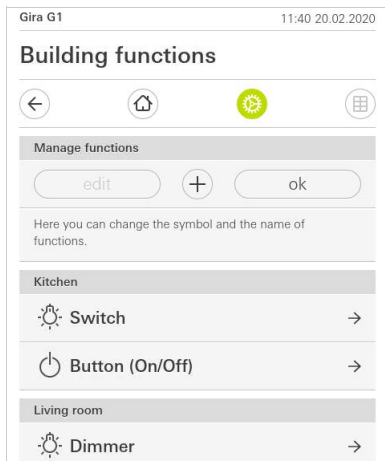 Gira G1 11:40 20.02.2020
Building functions
Manage functions
edit ok
Here you can change the symbol and the name of
functions.
Kitchen
Switch
Button (On/Off)
Living room
Dimmer